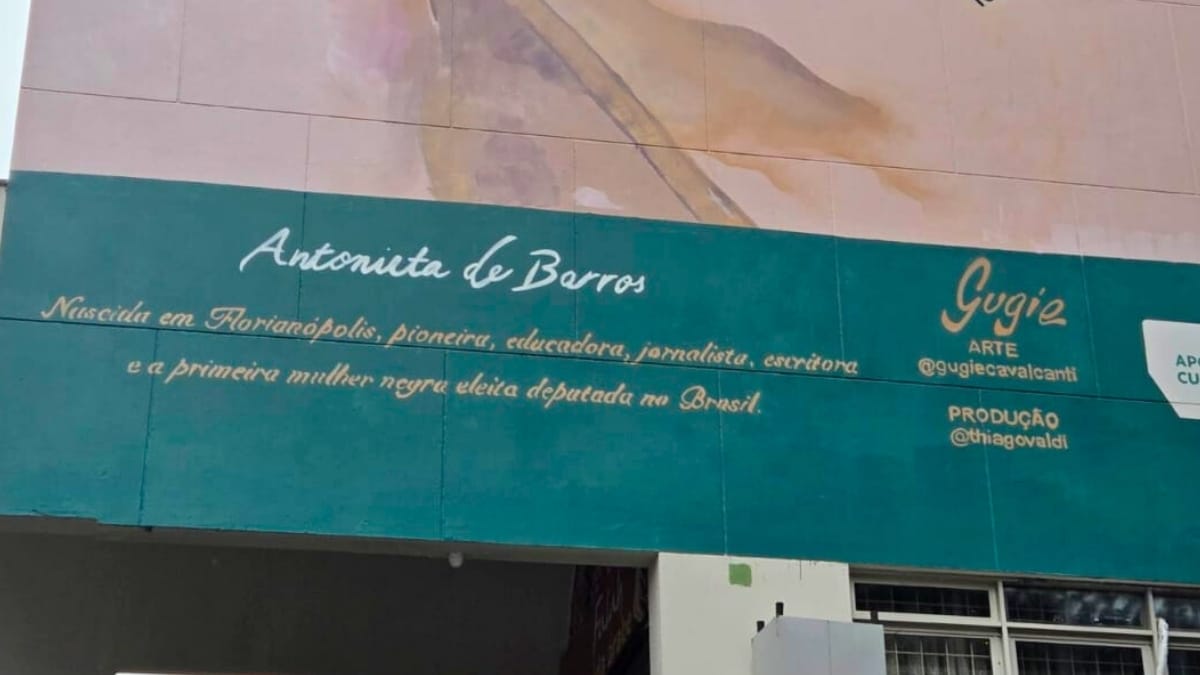 Antonieta de Barros
Nascida em Florianópolis, pioneira, educadora, jornalista, escritora
e a primeira mulher negra eleita deputada no Brasil.
Gugie
ARTE
@gugiecavalcanti
PRODUÇÃO
@thiagovaldi